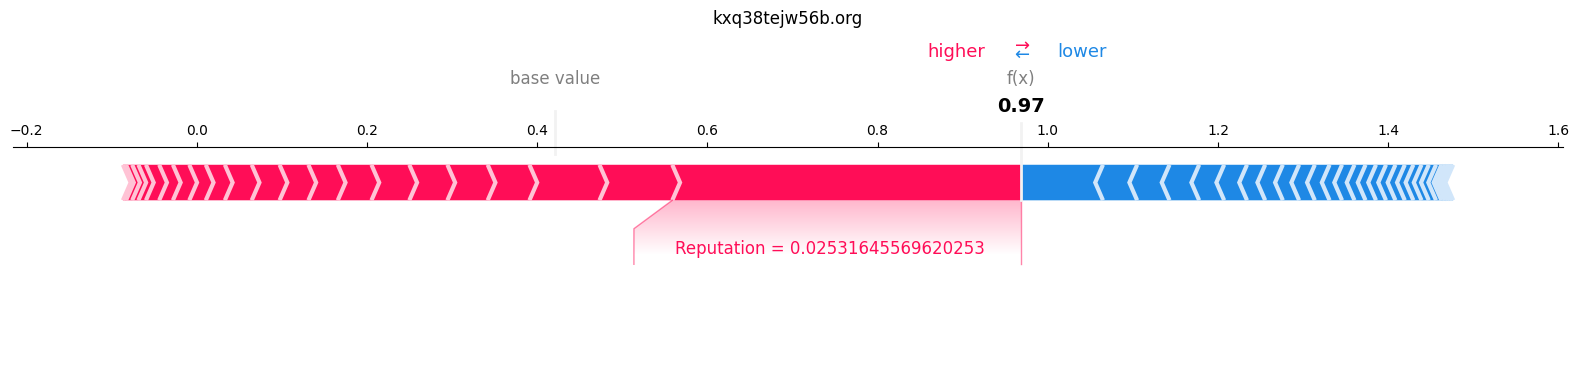 kxq38tejw56b.org
higher ⇄ lower
base value f(x)
0.97
−0.2 0.0 0.2 0.4 0.6 0.8 1.0 1.2 1.4 1.6
Reputation = 0.02531645569620253